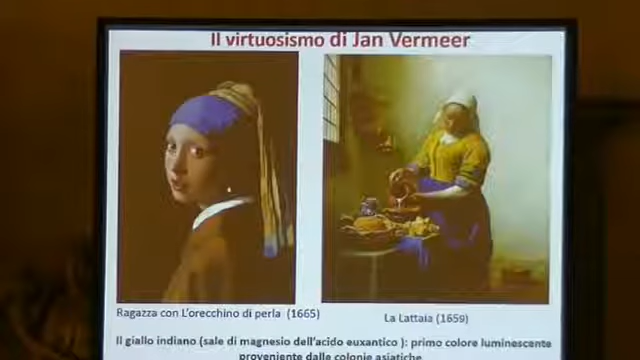 Il virtuosismo di Jan Vermeer
Ragazza con L'orecchino di perla (1665)
La Lattaia (1659)
Il giallo indiano (sale di magnesio dell'acido euxantico ): primo colore luminescente
proveniente dalle colonie asiatiche